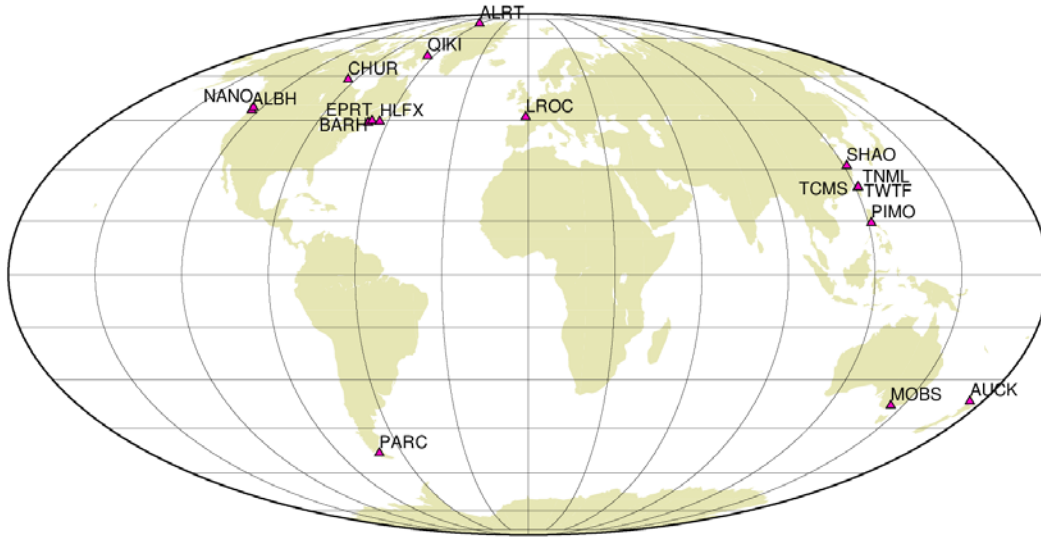 ALRT
QIKI
CHUR
NANO
ALBH
EPRT
HLFX
BARH
LROC
SHAO
TNML
TCMS
TWTF
PIMO
MOBS
AUCK
PARC